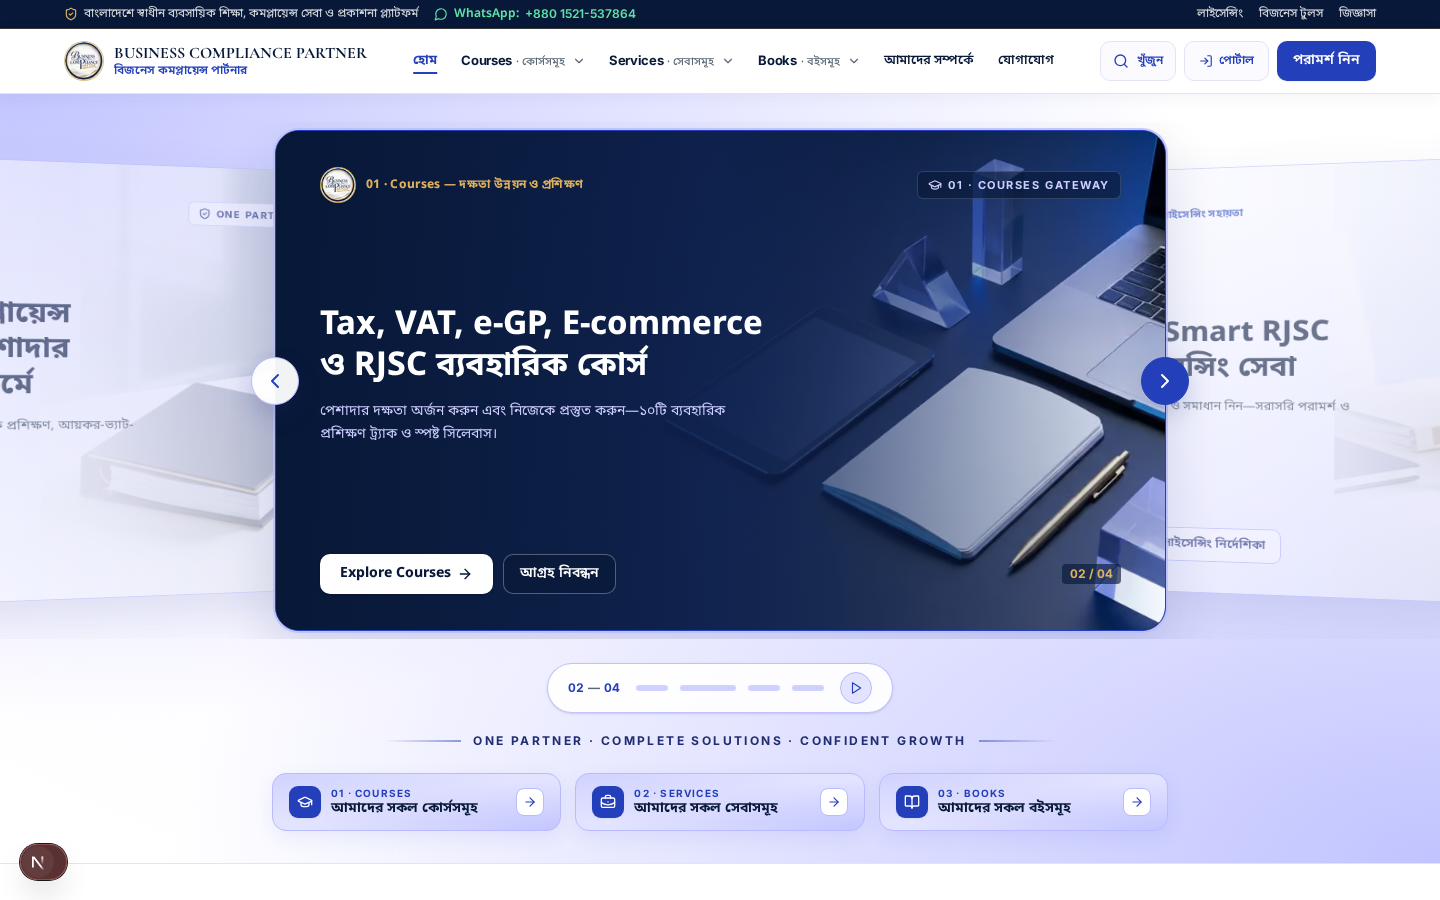 বাংলাদেশে স্বাধীন ব্যবসায়িক শিক্ষা, কমপ্লায়েন্স সেবা ও প্রকাশনা প্ল্যাটফর্ম
WhatsApp: +880 1521-537864
লাইসেন্সিং
বিজনেস টুলস
জিজ্ঞাসা
BUSINESS COMPLIANCE PARTNER
বিজনেস কমপ্লায়েন্স পার্টনার
হোম
Courses · কোর্সসমূহ
Services · সেবাসমূহ
Books · বইসমূহ
আমাদের সম্পর্কে
যোগাযোগ
খুঁজুন
পোর্টাল
পরামর্শ নিন
01 · Courses — দক্ষতা উন্নয়ন ও প্রশিক্ষণ
01 · COURSES GATEWAY
Tax, VAT, e-GP, E-commerce
ও RJSC ব্যবহারিক কোর্স
পেশাদার দক্ষতা অর্জন করুন এবং নিজেকে প্রস্তুত করুন—১০টি ব্যবহারিক
প্রশিক্ষণ ট্র্যাক ও স্পষ্ট সিলেবাস।
Explore Courses
আগ্রহ নিবন্ধন
02 / 04
ONE
প্রশিক্ষণ, আয়কর-ভ্যাট-
সহায়তা
Smart RJSC
সেবা
ও সমাধান নিন—সরাসরি পরামর্শ ও
নির্দেশিকা
02 — 04
ONE PARTNER · COMPLETE SOLUTIONS · CONFIDENT GROWTH
01 · COURSES
আমাদের সকল কোর্সসমূহ
02 · SERVICES
আমাদের সকল সেবাসমূহ
03 · BOOKS
আমাদের সকল বইসমূহ
N